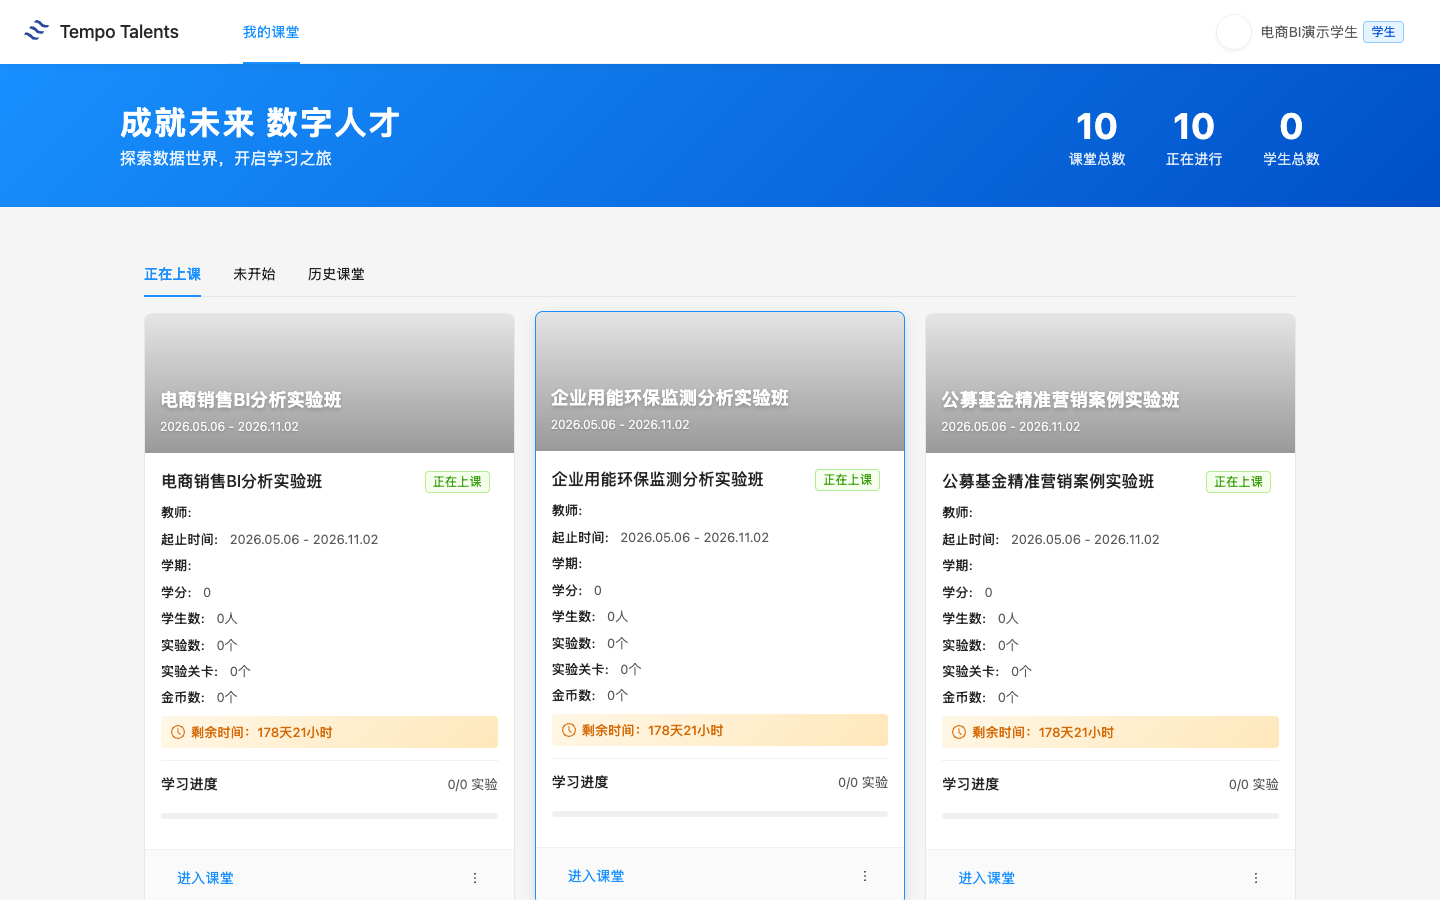 Tempo Talents
我的课堂
电商BI演示学生
学生
成就未来 数字人才
探索数据世界，开启学习之旅
10
课堂总数
10
正在进行
0
学生总数
正在上课
未开始
历史课堂
电商销售BI分析实验班
2026.05.06 - 2026.11.02
电商销售BI分析实验班
正在上课
教师:
起止时间: 2026.05.06 - 2026.11.02
学期:
学分: 0
学生数: 0人
实验数: 0个
实验关卡: 0个
金币数: 0个
剩余时间：178天21小时
学习进度
0/0 实验
进入课堂
企业用能环保监测分析实验班
2026.05.06 - 2026.11.02
企业用能环保监测分析实验班
正在上课
教师:
起止时间: 2026.05.06 - 2026.11.02
学期:
学分: 0
学生数: 0人
实验数: 0个
实验关卡: 0个
金币数: 0个
剩余时间：178天21小时
学习进度
0/0 实验
进入课堂
公募基金精准营销案例实验班
2026.05.06 - 2026.11.02
公募基金精准营销案例实验班
正在上课
教师:
起止时间: 2026.05.06 - 2026.11.02
学期:
学分: 0
学生数: 0人
实验数: 0个
实验关卡: 0个
金币数: 0个
剩余时间：178天21小时
学习进度
0/0 实验
进入课堂